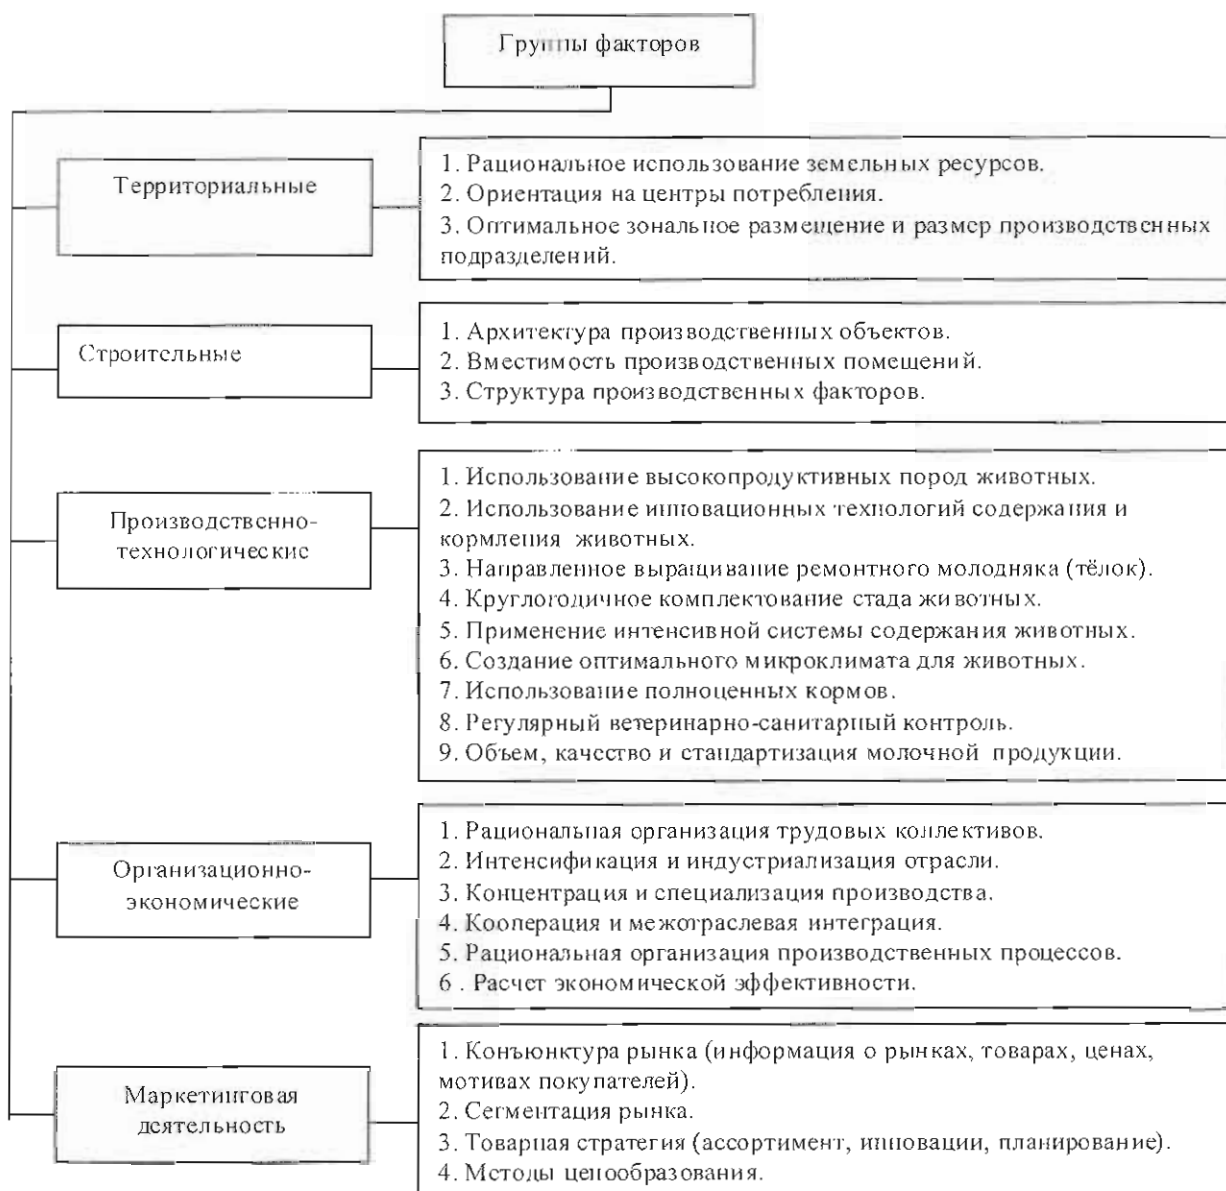 Группы факторов
Территориальные
1. Рациональное использование земельных ресурсов.
2. Ориентация на центры потребления.
3. Оптимальное зональное размещение и размер производственных
подразделений.
Строительные
1. Архитектура производственных объектов.
2. Вместимость производственных помещений.
3. Структура производственных факторов.
Производственно-
технологические
1. Использование высокопродуктивных пород животных.
2. Использование инновационных технологий содержания и
кормления животных.
3. Направленное выращивание ремонтного молодняка (тёлок).
4. Круглогодичное комплектование стада животных.
5. Применение интенсивной системы содержания животных.
6. Создание оптимального микроклимата для животных.
7. Использование полноценных кормов.
8. Регулярный ветеринарно-санитарный контроль.
9. Объем, качество и стандартизация молочной продукции.
Организационно-
экономические
1. Рациональная организация трудовых коллективов.
2. Интенсификация и индустриализация отрасли.
3. Концентрация и специализация производства.
4. Кооперация и межотраслевая интеграция.
5. Рациональная организация производственных процессов.
6 . Расчет экономической эффективности.
Маркетинговая
деятельность
1. Конъюнктура рынка (информация о рынках, товарах, ценах,
мотивах покупателей).
2. Сегментация рынка.
3. Товарная стратегия (ассортимент, инновации, планирование).
4. Методы ценообразования.